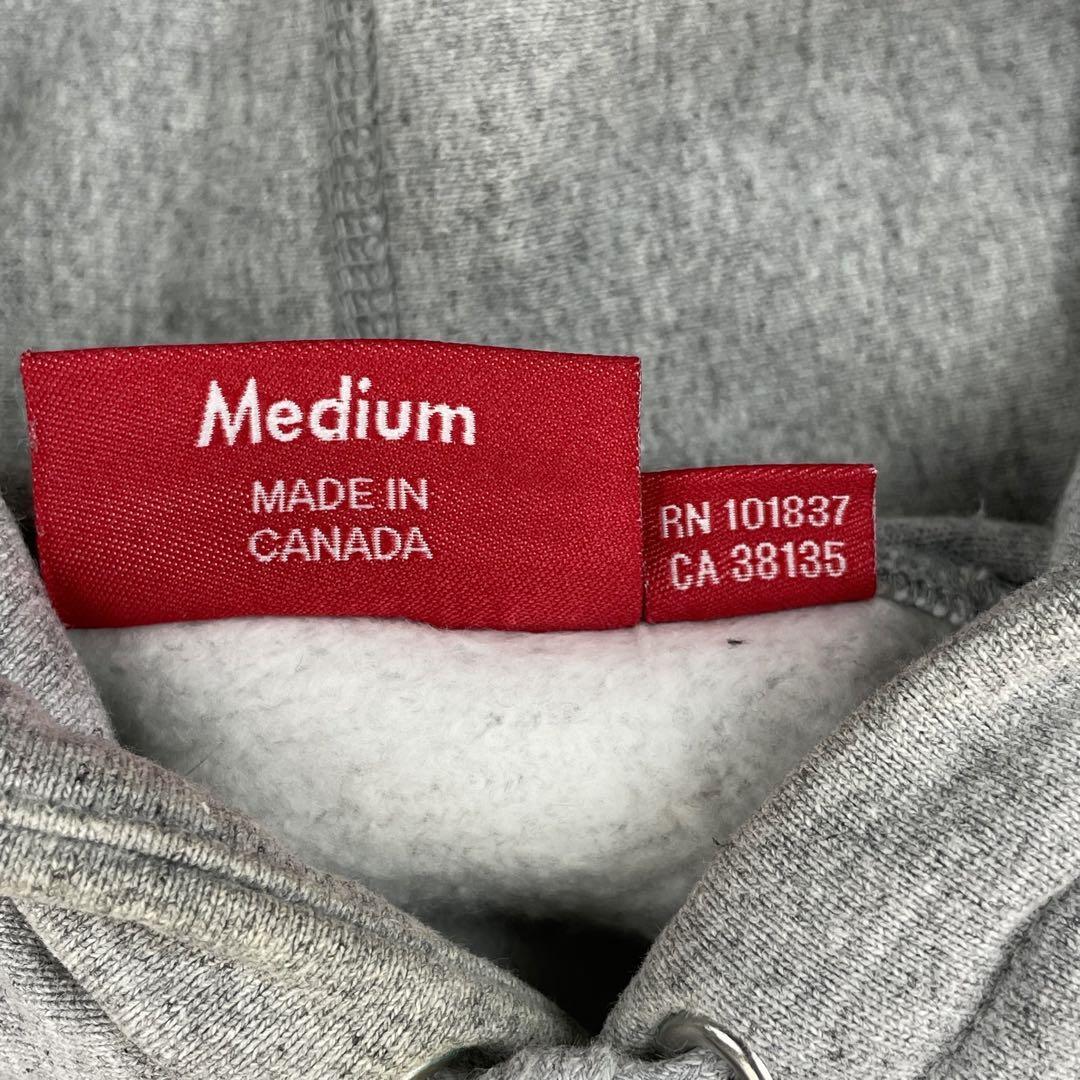 Medium
MADE IN
CANADA
RN 101837
CA 38135